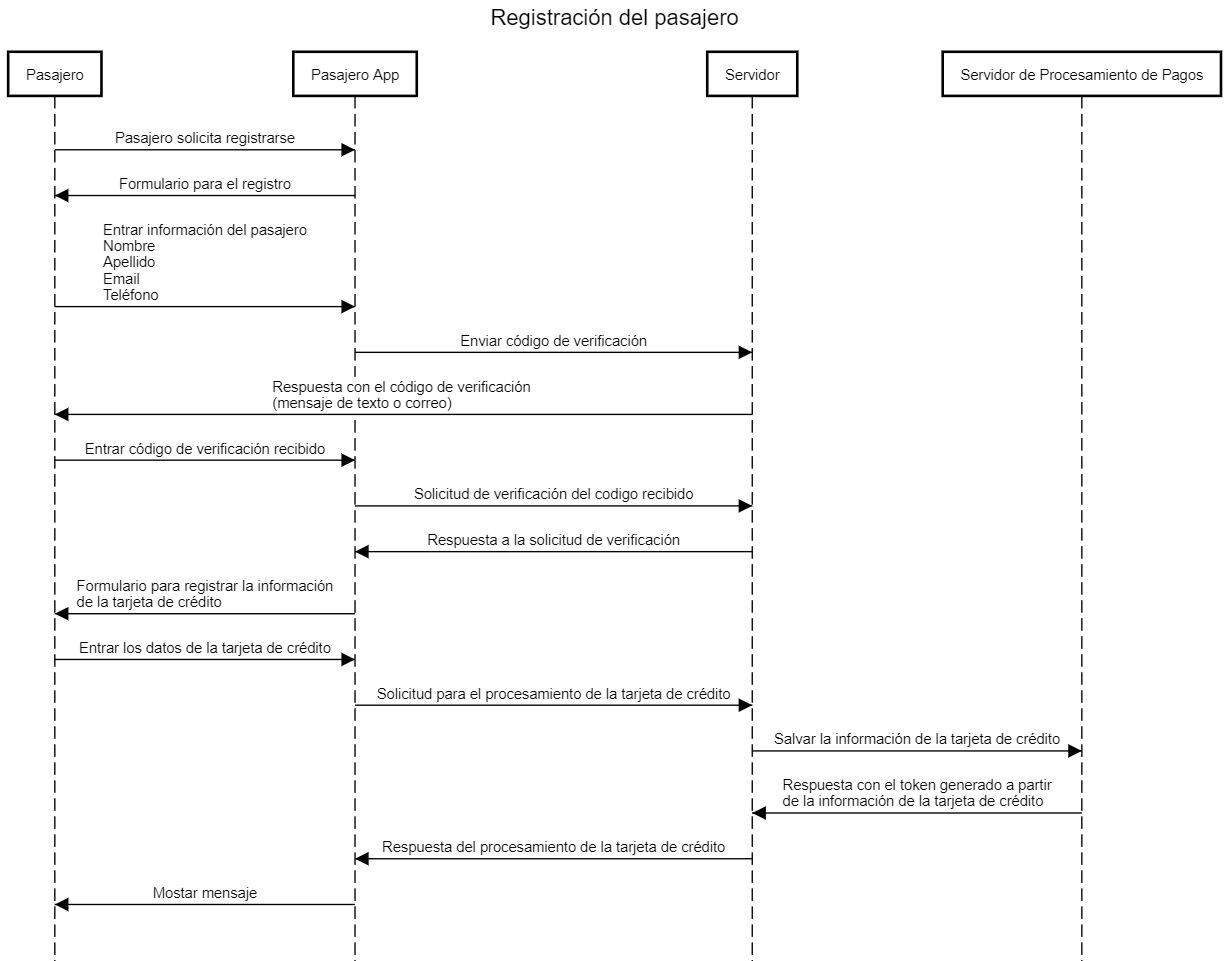 Registración del pasajero
Pasajero
Pasajero App
Servidor
Servidor de Procesamiento de Pagos
Pasajero solicita registrarse
Formulario para el registro
Entrar información del pasajero
Nombre
Apellido
Email
Teléfono
Enviar código de verificación
Respuesta con el código de verificación
(mensaje de texto o correo)
Entrar código de verificación recibido
Solicitud de verificación del codigo recibido
Respuesta a la solicitud de verificación
Formulario para registrar la información
de la tarjeta de crédito
Entrar los datos de la tarjeta de crédito
Solicitud para el procesamiento de la tarjeta de crédito
Salvar la información de la tarjeta de crédito
Respuesta con el token generado a partir
de la información de la tarjeta de crédito
Respuesta del procesamiento de la tarjeta de crédito
Mostar mensaje